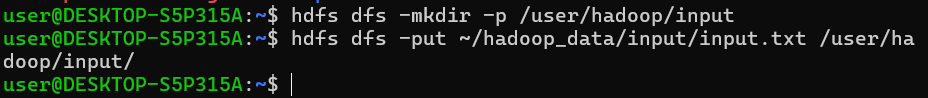 user@DESKTOP-S5P315A:~$ hdfs dfs -mkdir -p /user/hadoop/input
user@DESKTOP-S5P315A:~$ hdfs dfs -put ~/hadoop_data/input/input.txt /user/ha
doop/input/
user@DESKTOP-S5P315A:~$